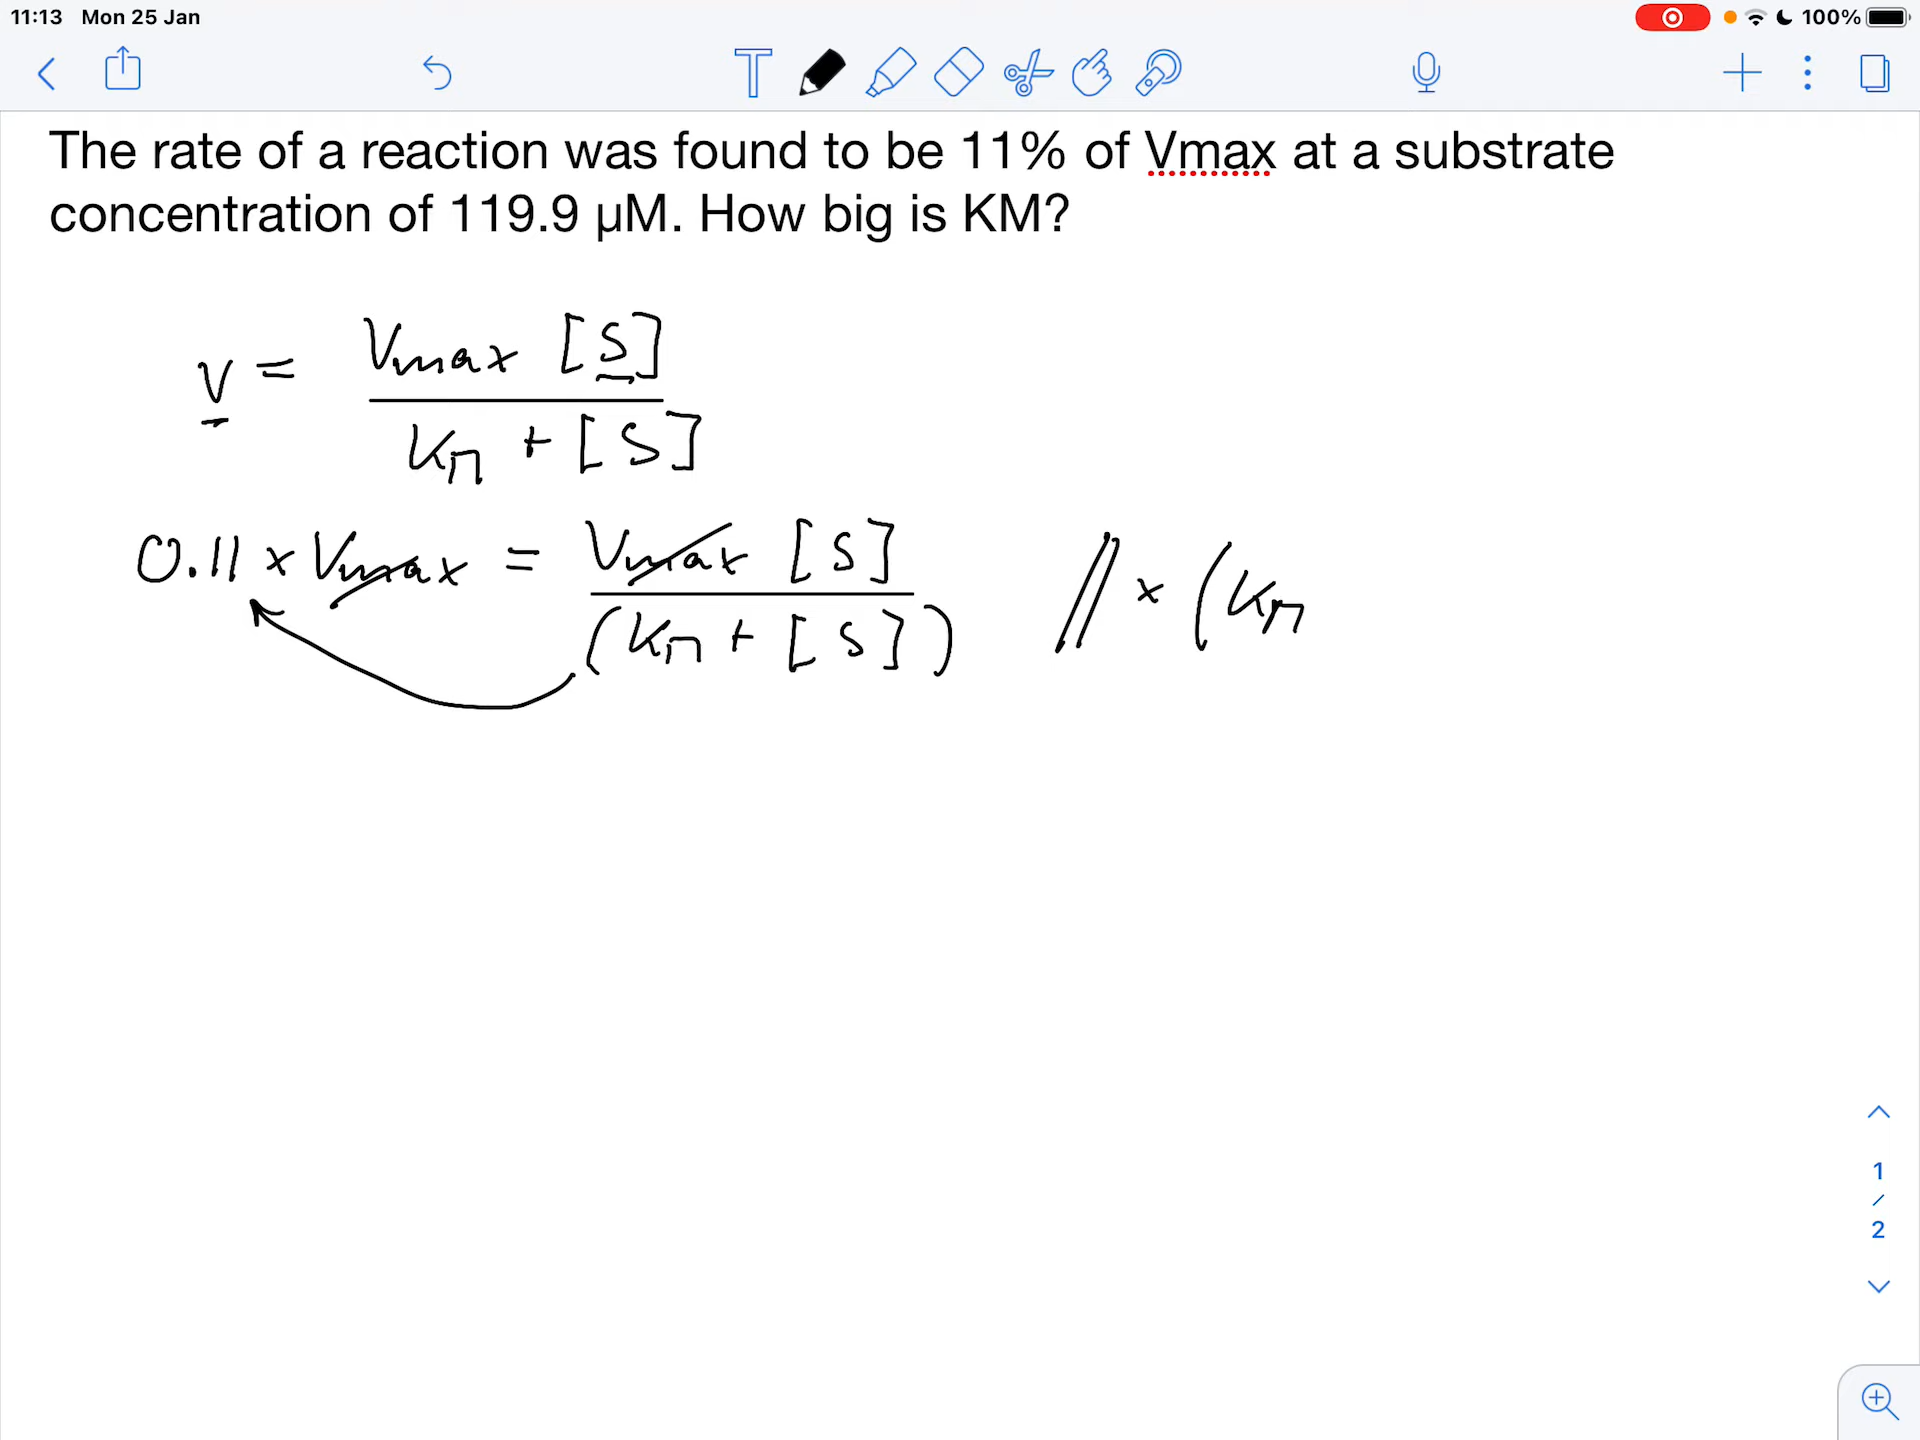 11:13 Mon 25 Jan 100%
The rate of a reaction was found to be 11% of Vmax at a substrate
concentration of 119.9 µM. How big is KM?
v = Vmax [S]
KM + [S]
0.11 × Vmax = Vmax [S]
(KM + [S])
// × (KM
1
/
2